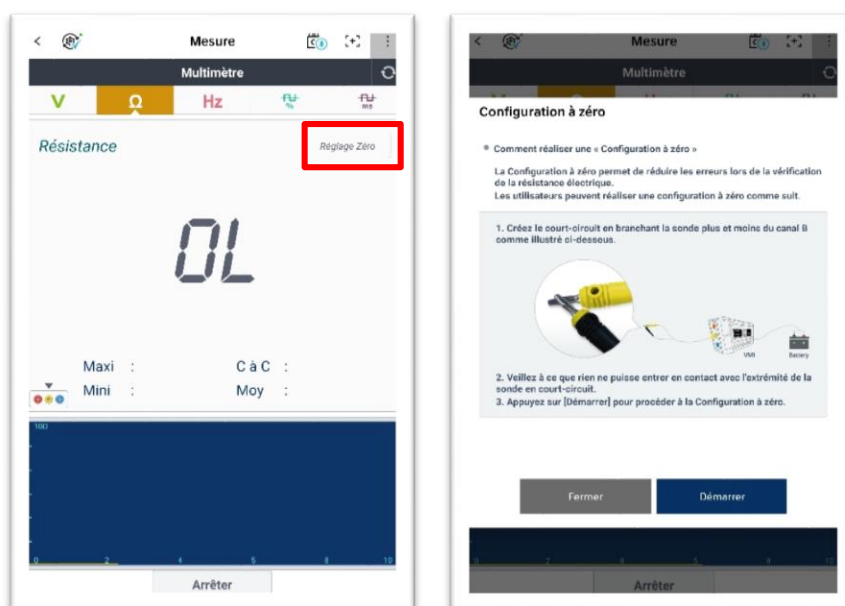 Mesure
Multimètre
V Ω Hz % ms
Résistance
Réglage Zéro
OL
Maxi : C à C :
Mini : Moy :
100
0 2 4 5 8 10
Arrêter
Mesure
Multimètre
Configuration à zéro
Comment réaliser une « Configuration à zéro »
La Configuration à zéro permet de réduire les erreurs lors de la vérification
de la résistance électrique.
Les utilisateurs peuvent réaliser une configuration à zéro comme suit.
1. Créez le court-circuit en branchant la sonde plus et moins du canal B
comme illustré ci-dessous.
VMI Battery
2. Veillez à ce que rien ne puisse entrer en contact avec l'extrémité de la
sonde en court-circuit.
3. Appuyez sur [Démarrer] pour procéder à la Configuration à zéro.
Fermer Démarrer
Arrêter